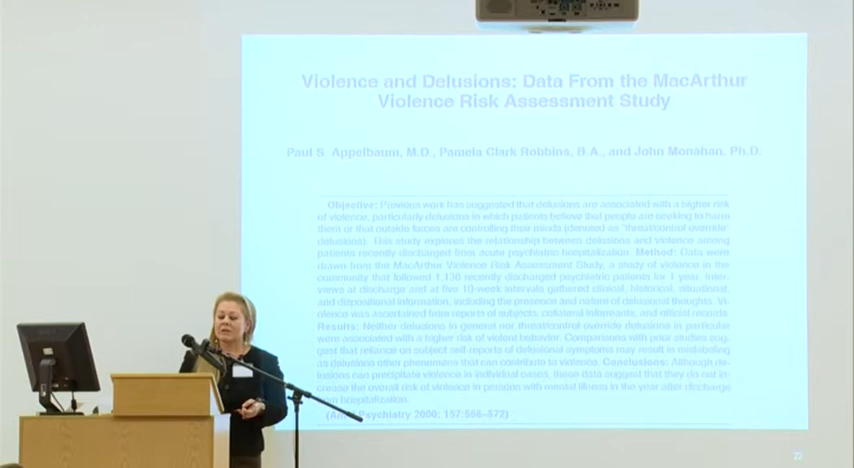 Violence and Delusions: Data From the MacArthur
Violence Risk Assessment Study
Paul S. Appelbaum, M.D., Pamela Clark Robbins, B.A., and John Monahan, Ph.D.
Objective: Previous work has suggested that delusions are associated with a higher risk
of violence, particularly delusions in which patients believe that people are seeking to harm
them or that outside forces are controlling their minds (denoted as "threat/control override"
delusions). This study explores the relationship between delusions and violence among
patients recently discharged from acute psychiatric hospitalization. Method: Data were
drawn from the MacArthur Violence Risk Assessment Study, a study of violence in the
community that followed 1,136 recently discharged psychiatric patients for 1 year. Inter-
views at discharge and at five 10-week intervals gathered clinical, historical, situational,
and dispositional information, including the presence and nature of delusional thoughts. Vi-
olence was ascertained from reports of subjects, collateral informants, and official records.
Results: Neither delusions in general nor threat/control override delusions in particular
were associated with a higher risk of violent behavior. Comparisons with prior studies sug-
gest that reliance on subject self-reports of delusional symptoms may result in mislabeling
as delusions other phenomena that can contribute to violence. Conclusions: Although de-
lusions can precipitate violence in individual cases, these data suggest that they do not in-
crease the overall risk of violence in persons with mental illness in the year after discharge
hospitalization.
Psychiatry 2000; 157:566–572)